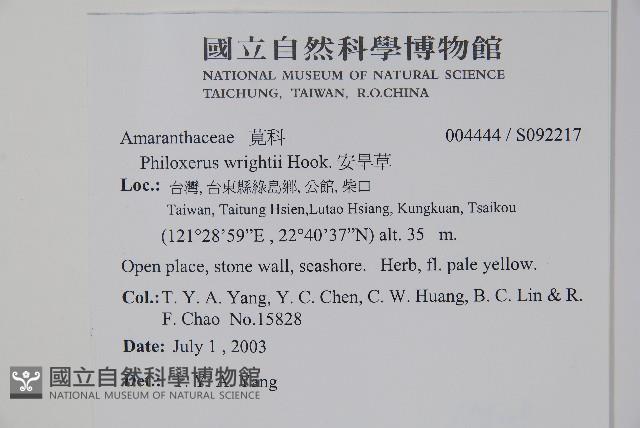 國立自然科學博物館
NATIONAL MUSEUM OF NATURAL SCIENCE
TAICHUNG, TAIWAN, R.O.CHINA
Amaranthaceae 莧科 004444 / S092217
Philoxerus wrightii Hook. 安旱草
Loc.: 台灣, 台東縣綠島鄉, 公館, 柴口
Taiwan, Taitung Hsien,Lutao Hsiang, Kungkuan, Tsaikou
(121°28'59”E , 22°40'37”N) alt. 35 m.
Open place, stone wall, seashore. Herb, fl. pale yellow.
Col.: T. Y. A. Yang, Y. C. Chen, C. W. Huang, B. C. Lin & R.
F. Chao No.15828
Date: July 1 , 2003
Det.: T. Y. A. Yang
國立自然科學博物館
NATIONAL MUSEUM OF NATURAL SCIENCE